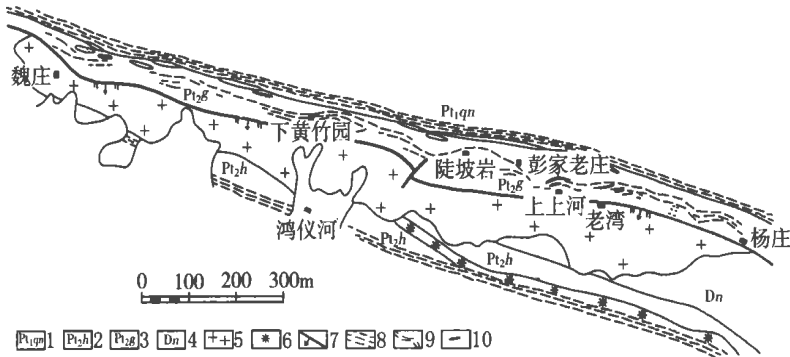 魏庄
Pt₂g
Pt₁qn
下黄竹园
陡坡岩
彭家老庄
Pt₂h
Pt₂g
上上河
老湾
鸿仪河
杨庄
Pt₂h
Pt₂h
Dn
0 100 200 300m
Pt₁qn 1 Pt₂h 2 Pt₂g 3 Dn 4 5 6 7 8 9 10